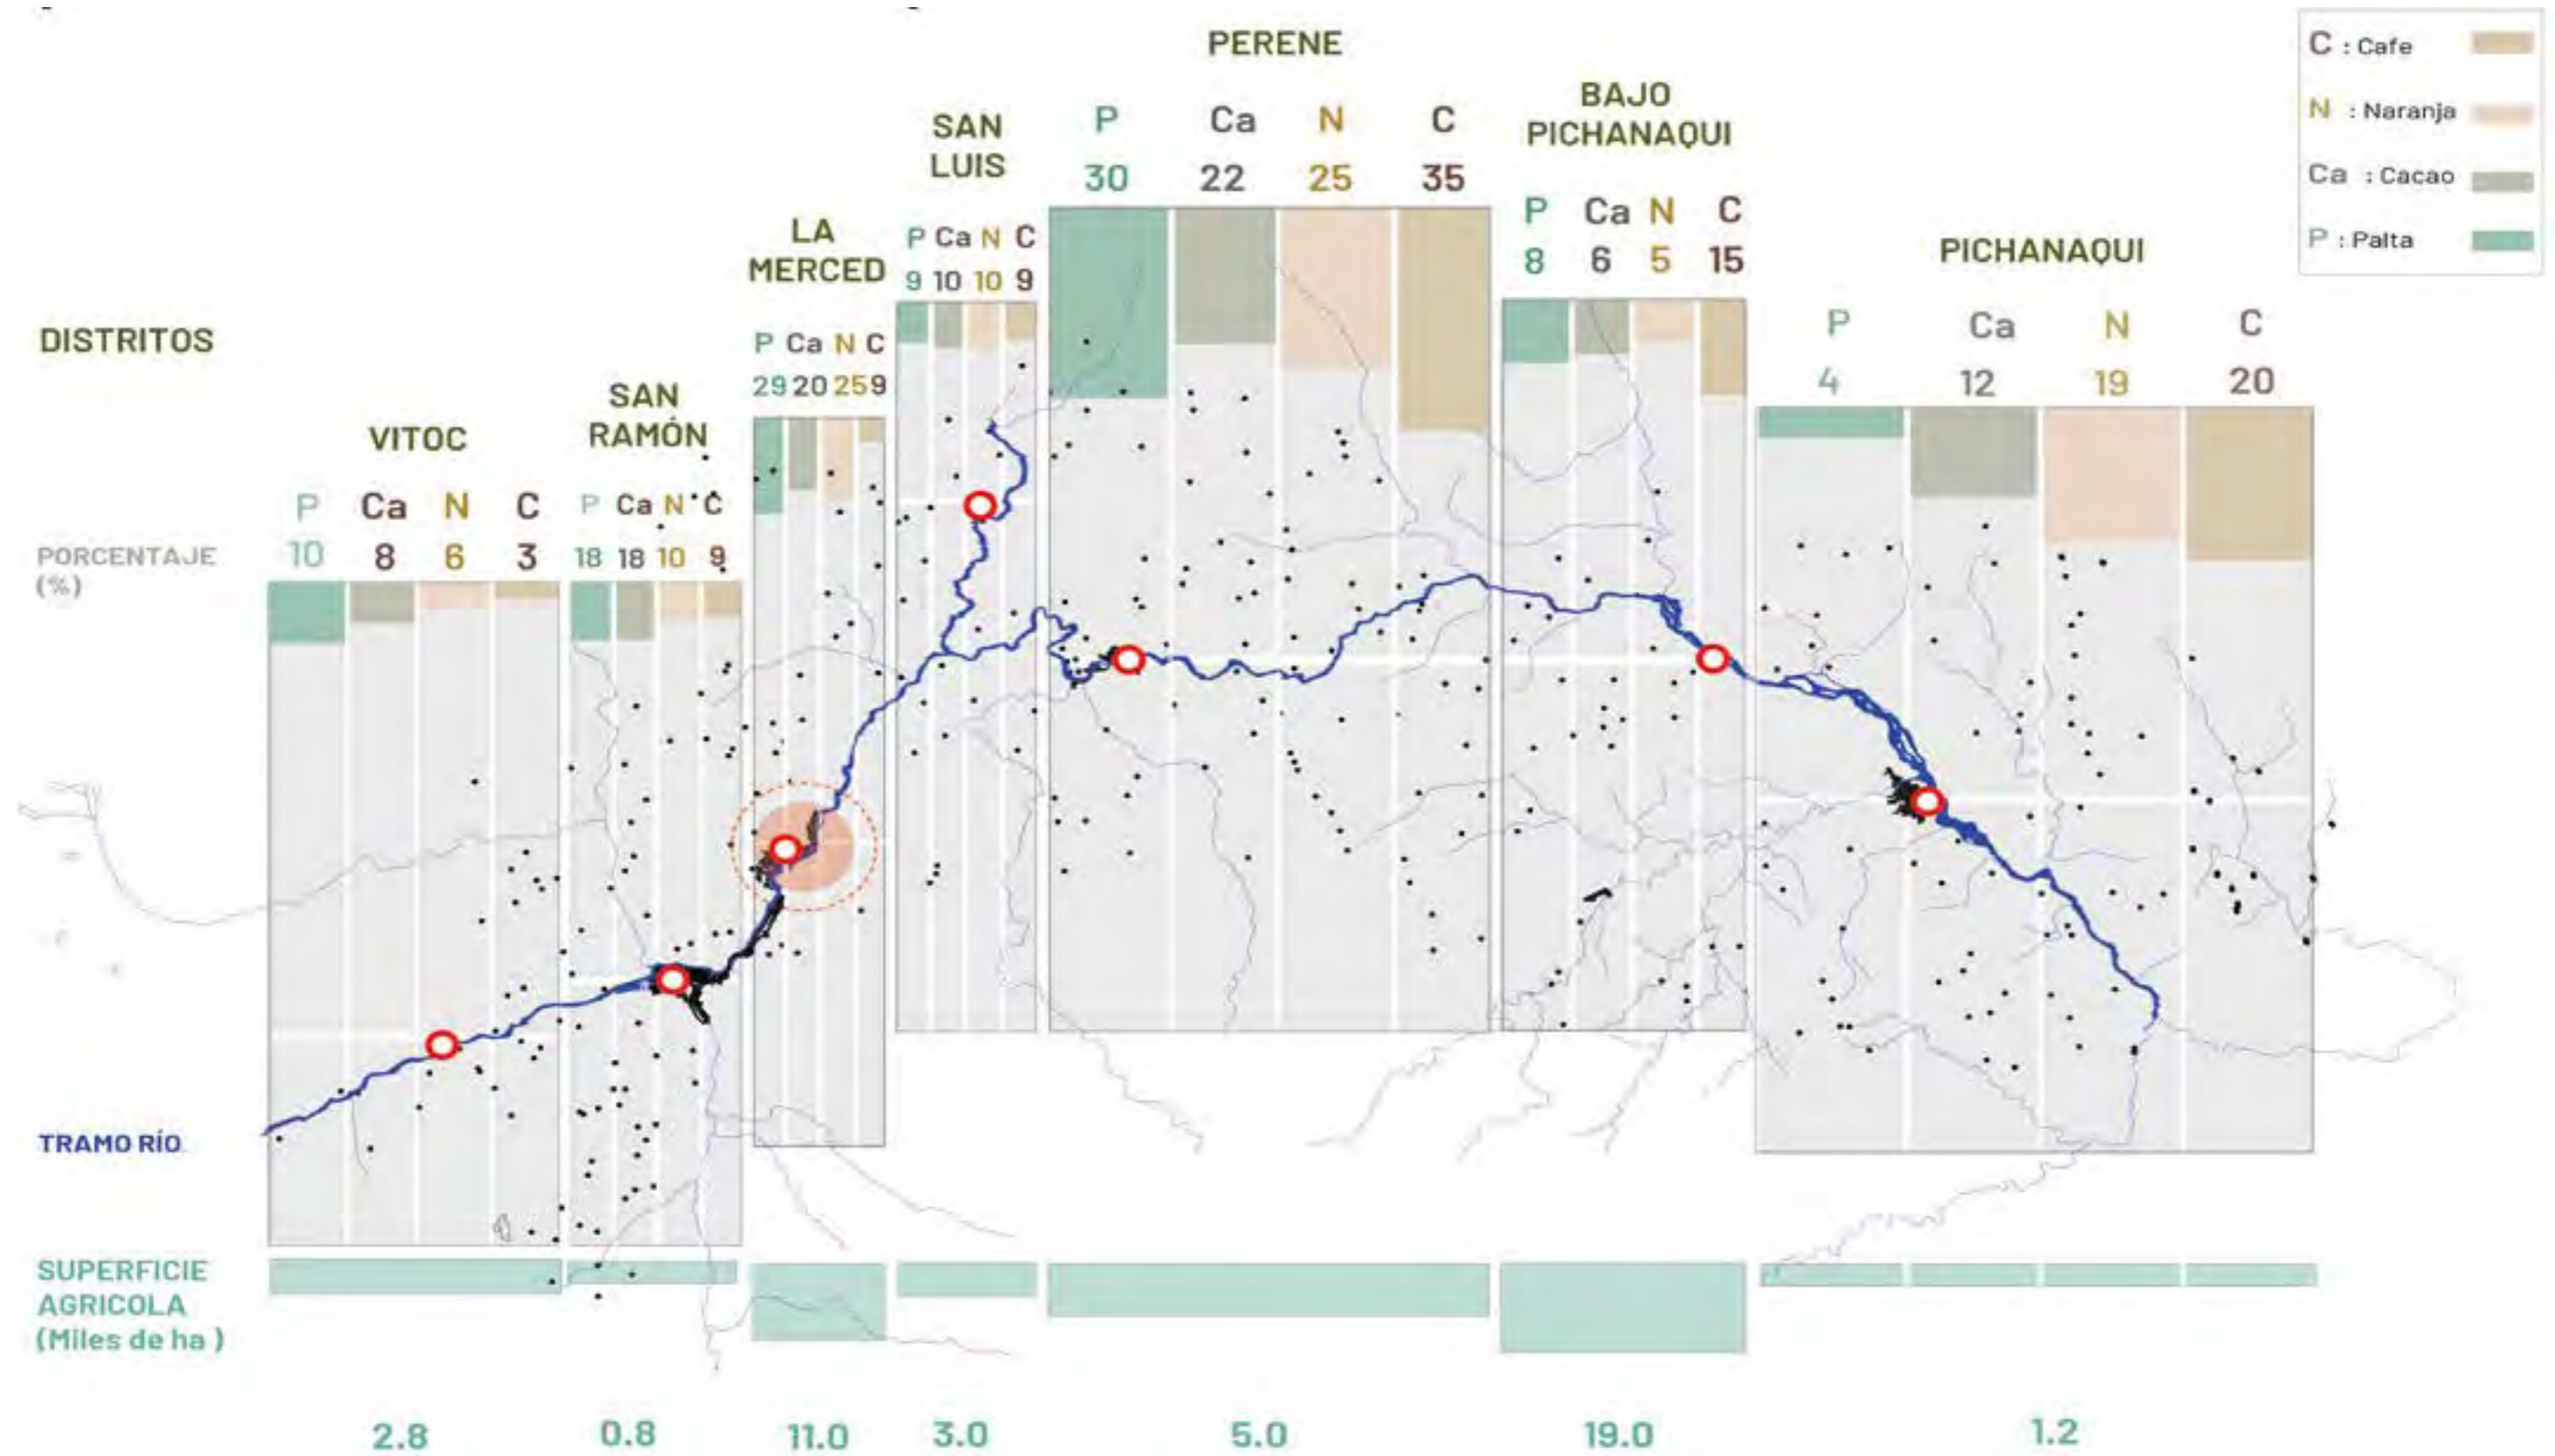 PERENE
C : Cafe
N : Naranja
Ca : Cacao
P : Palta
BAJO
PICHANAQUI
SAN
LUIS
P Ca N C
30 22 25 35
P Ca N C
8 6 5 15
LA
MERCED
P Ca N C
9 10 10 9
PICHANAQUI
DISTRITOS
P Ca N C
29 20 25 9
P Ca N C
4 12 19 20
SAN
RAMÓN
VITOC
P Ca N C
10 8 6 3
P Ca N C
18 18 10 9
PORCENTAJE
(%)
TRAMO RÍO.
SUPERFICIE
AGRICOLA
(Miles de ha )
2.8 0.8 11.0 3.0 5.0 19.0 1.2